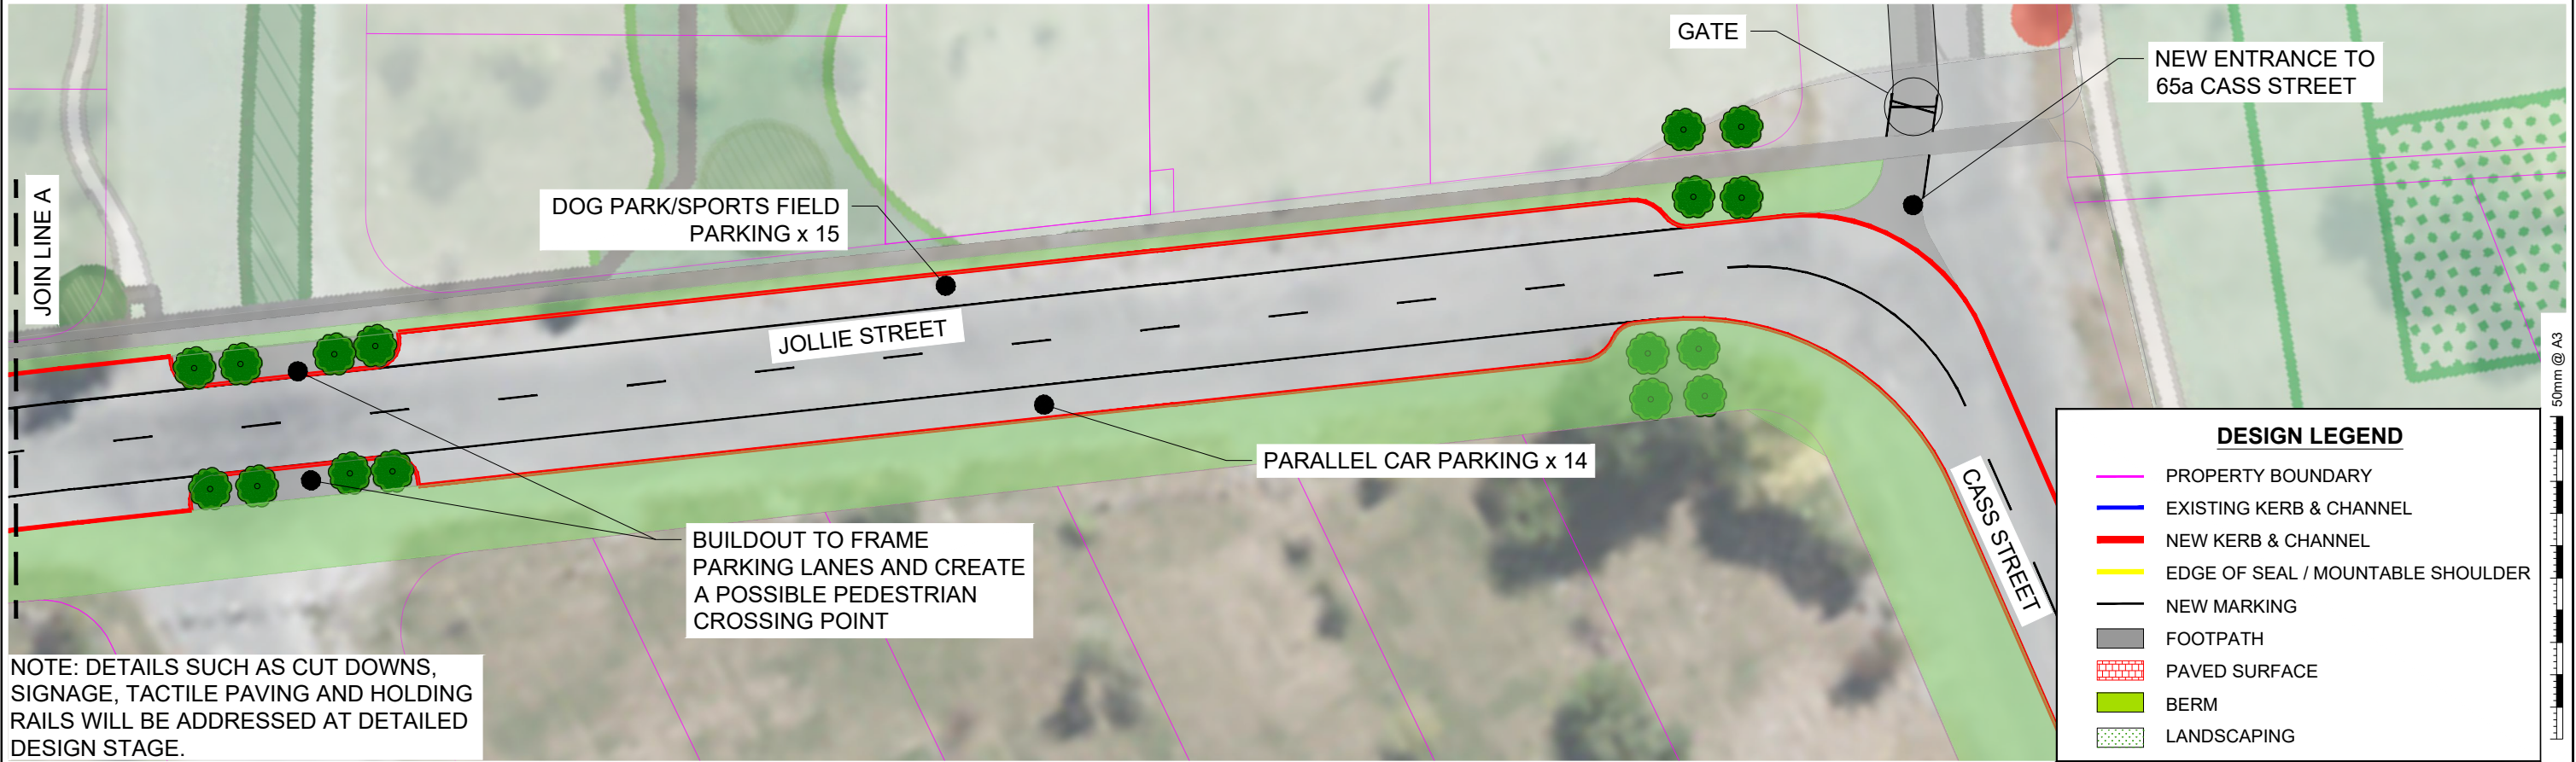 GATE
NEW ENTRANCE TO
65a CASS STREET
JOIN LINE A
DOG PARK/SPORTS FIELD
PARKING x 15
JOLLIE STREET
PARALLEL CAR PARKING x 14
CASS STREET
BUILDOUT TO FRAME
PARKING LANES AND CREATE
A POSSIBLE PEDESTRIAN
CROSSING POINT
NOTE: DETAILS SUCH AS CUT DOWNS,
SIGNAGE, TACTILE PAVING AND HOLDING
RAILS WILL BE ADDRESSED AT DETAILED
DESIGN STAGE.
DESIGN LEGEND
PROPERTY BOUNDARY
EXISTING KERB & CHANNEL
NEW KERB & CHANNEL
EDGE OF SEAL / MOUNTABLE SHOULDER
NEW MARKING
FOOTPATH
PAVED SURFACE
BERM
LANDSCAPING
50mm @ A3